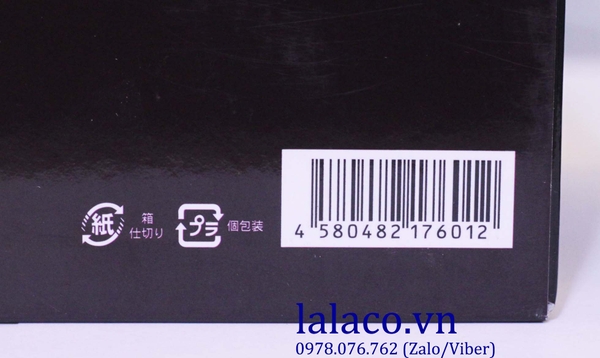 紙
箱
仕切り
プラ
個包装
4 580482 176012
lalaco.vn
0978.076.762 (Zalo/Viber)